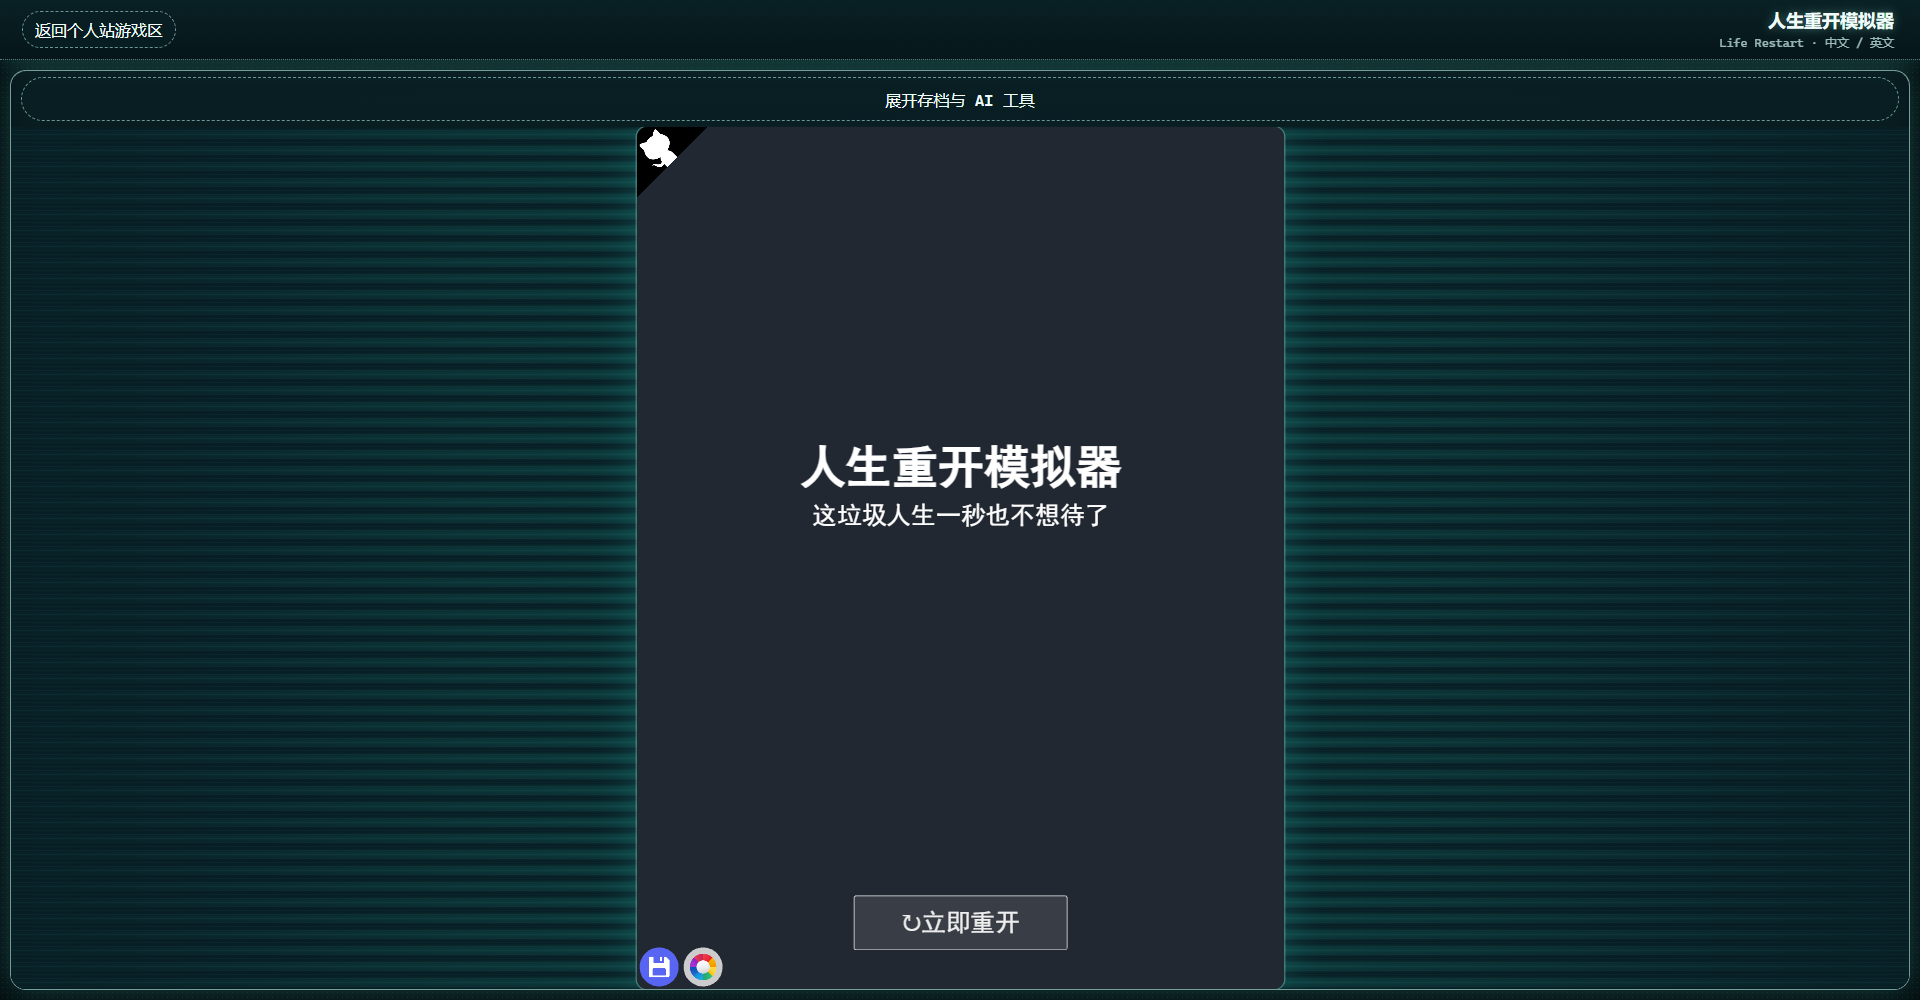 返回个人站游戏区
人生重开模拟器
Life Restart · 中文 / 英文
展开存档与 AI 工具
人生重开模拟器
这垃圾人生一秒也不想待了
↻立即重开